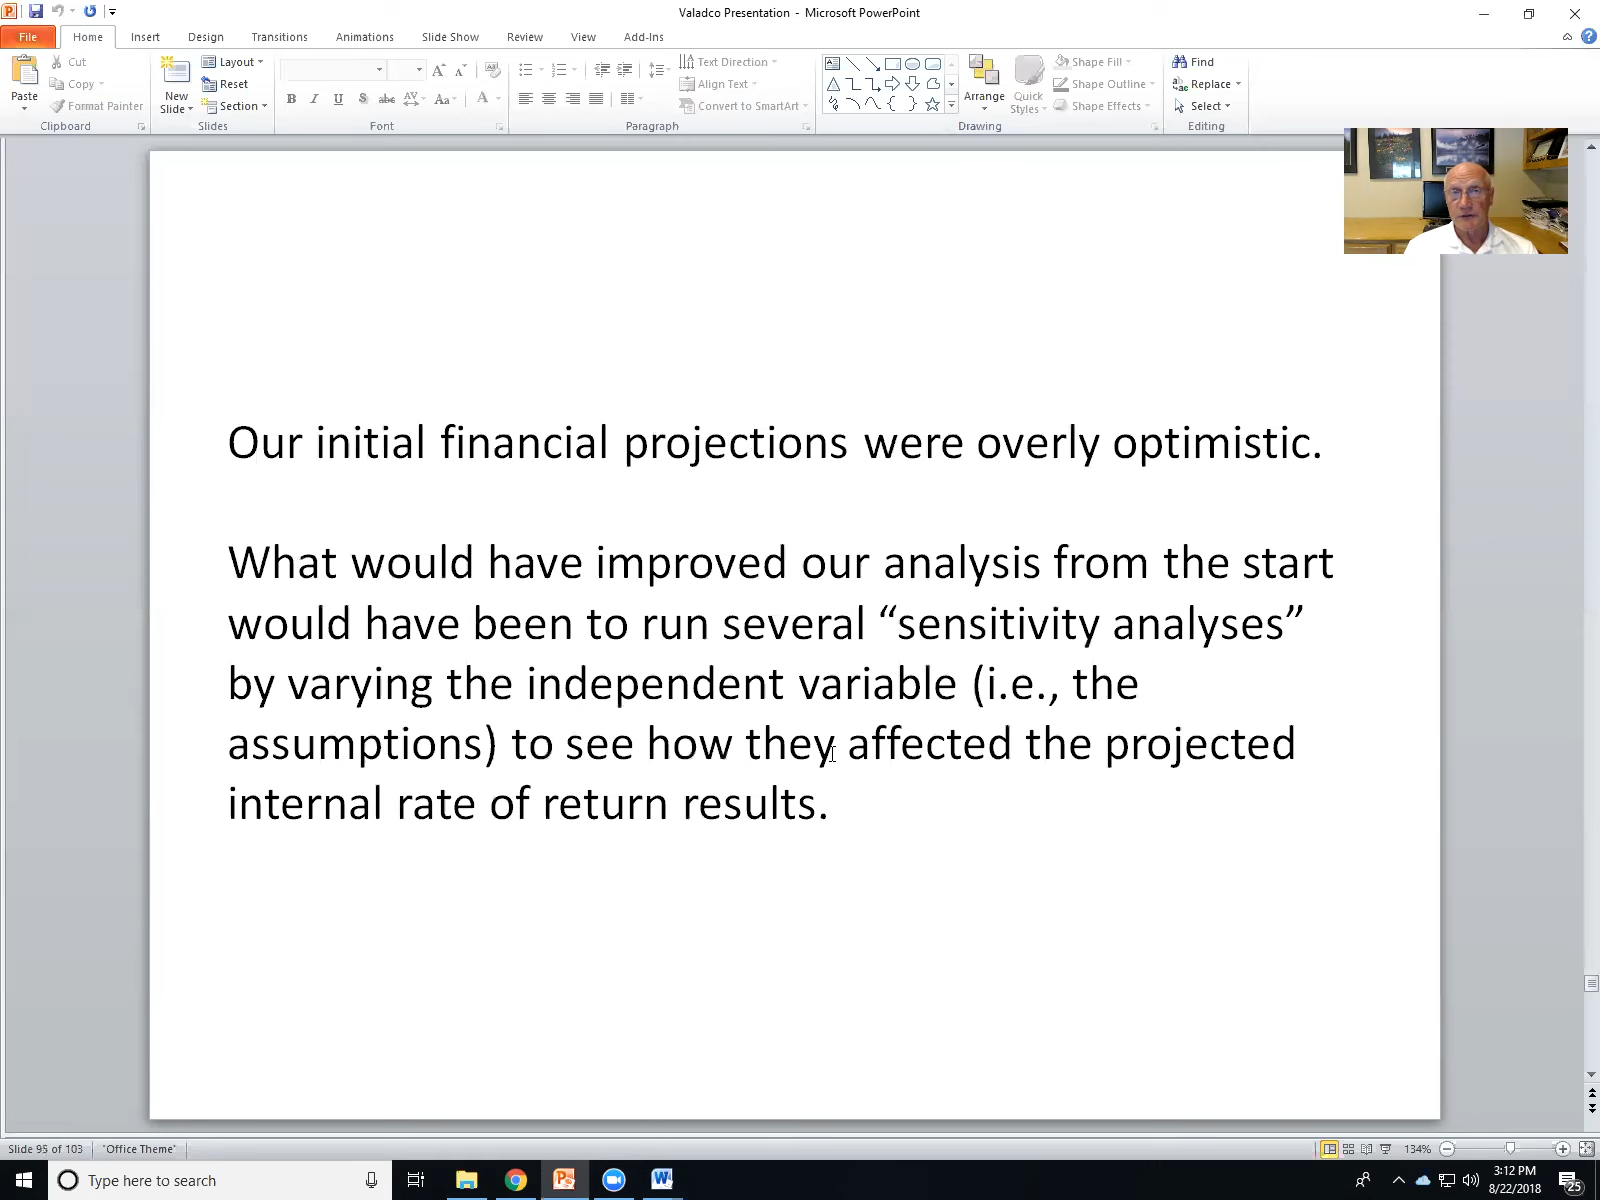 Valadco Presentation - Microsoft PowerPoint
File Home Insert Design Transitions Animations Slide Show Review View Add-Ins
Paste
Cut
Copy
Format Painter
Clipboard
New
Slide
Layout
Reset
Section
Slides
B I U S abc AV Aa A
Font
Text Direction
Align Text
Convert to SmartArt
Paragraph
Arrange
Quick
Styles
Shape Fill
Shape Outline
Shape Effects
Drawing
Find
Replace
Select
Editing
Our initial financial projections were overly optimistic.
What would have improved our analysis from the start
would have been to run several “sensitivity analyses”
by varying the independent variable (i.e., the
assumptions) to see how they affected the projected
internal rate of return results.
Slide 95 of 103 'Office Theme' 134%
Type here to search
3:12 PM
8/22/2018
25